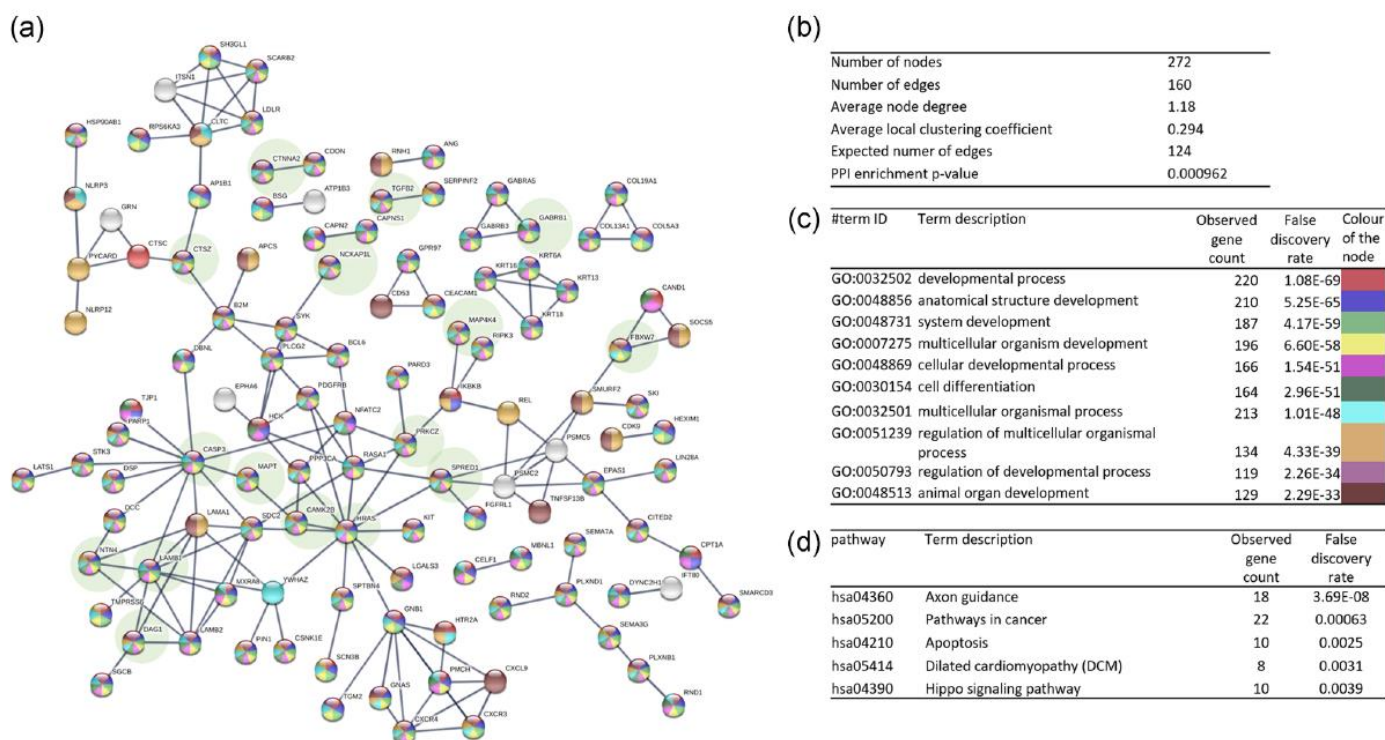 (a)
SH3GL1
ITSN1
SCARB2
LDLR
HSP90AB1
RPS6KA3
CLTC
CTNNA2
CDON
RNH1
ANG
NLRP3
AP1B1
BSG
ATP1B3
TGFB2
SERPINF2
GABRA5
COL19A1
GRN
CAPN2
CAPNS1
GABRB3
GABRB1
COL13A1
COL5A3
PYCARD
CTSC
CTSZ
APCS
NCKAP1L
GPR97
KRT6A
KRT16
KRT13
NLRP12
B2M
CD53
CEACAM1
KRT18
CAND1
SYK
MAP4K4
SOCS5
DBNL
PLCG2
BCL6
RIPK3
FBXW7
EPHA6
PDGFRB
PARD3
IKBKB
SMURF2
TJP1
HCK
NFATC2
REL
SKI
PARP1
PRKCZ
CDK9
HEXIM1
STK3
CASP3
PPP3CA
RASA1
PSMC5
LATS1
DSP
MAPT
SPRED1
PSMC2
EPAS1
LIN28A
DCC
LAMA1
SDC2
CAMK2B
HRAS
KIT
FGFRL1
TNFSF13B
CITED2
NTN4
LAMB1
SEMA7A
CPT1A
MXRA8
YWHAZ
LGALS3
CELF1
MBNL1
PLXND1
DYNC2H1
IFT80
TMPRSS6
SPTBN4
RND2
SMARCD3
DAG1
LAMB2
PIN1
CSNK1E
GNB1
HTR2A
SEMA3G
SGCB
SCN3B
PMCH
CXCL9
PLXNB1
TGM2
GNAS
CXCR4
CXCR3
RND1
(b)
Number of nodes 272
Number of edges 160
Average node degree 1.18
Average local clustering coefficient 0.294
Expected numer of edges 124
PPI enrichment p-value 0.000962
(c)
#term ID Term description Observed gene count False discovery rate Colour of the node
GO:0032502 developmental process 220 1.08E-69
GO:0048856 anatomical structure development 210 5.25E-65
GO:0048731 system development 187 4.17E-59
GO:0007275 multicellular organism development 196 6.60E-58
GO:0048869 cellular developmental process 166 1.54E-51
GO:0030154 cell differentiation 164 2.96E-51
GO:0032501 multicellular organismal process 213 1.01E-48
GO:0051239 regulation of multicellular organismal process 134 4.33E-39
GO:0050793 regulation of developmental process 119 2.26E-34
GO:0048513 animal organ development 129 2.29E-33
(d)
pathway Term description Observed gene count False discovery rate
hsa04360 Axon guidance 18 3.69E-08
hsa05200 Pathways in cancer 22 0.00063
hsa04210 Apoptosis 10 0.0025
hsa05414 Dilated cardiomyopathy (DCM) 8 0.0031
hsa04390 Hippo signaling pathway 10 0.0039